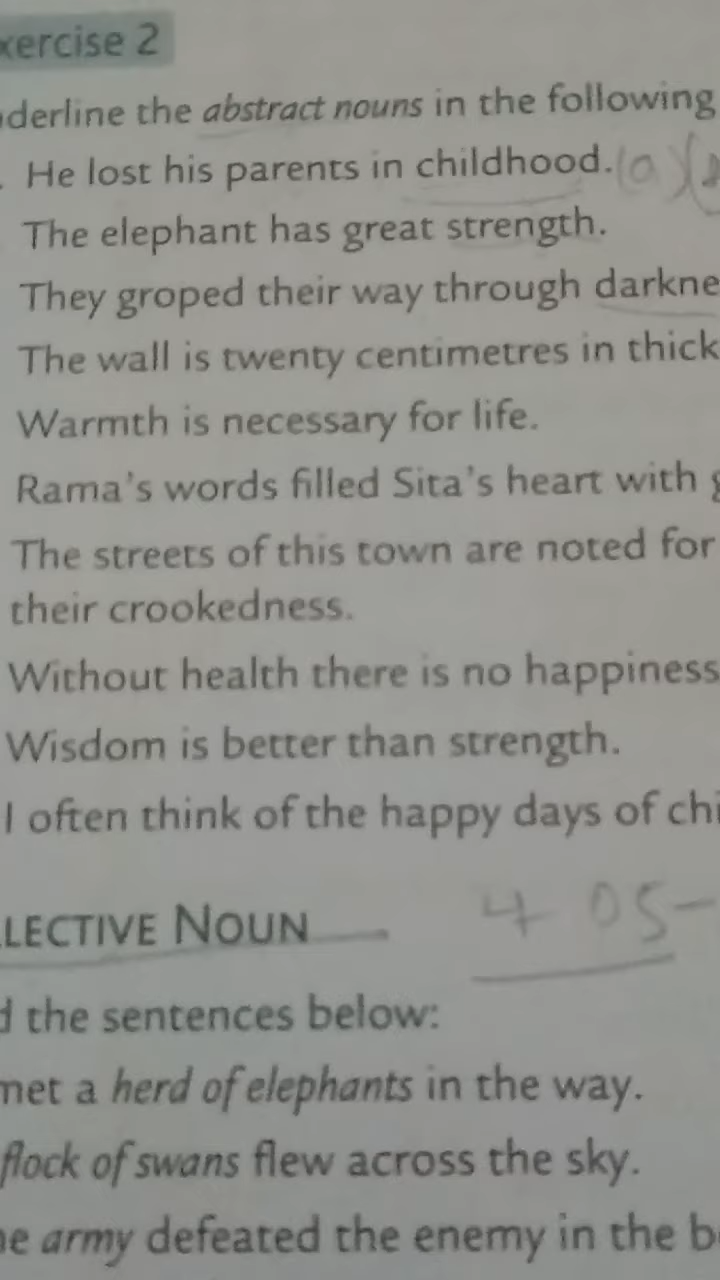 xercise 2
derline the abstract nouns in the following
He lost his parents in childhood. (a)
The elephant has great strength.
They groped their way through darkne
The wall is twenty centimetres in thick
Warmth is necessary for life.
Rama's words filled Sita's heart with g
The streets of this town are noted for
their crookedness.
Without health there is no happiness
Wisdom is better than strength.
I often think of the happy days of chi
LECTIVE NOUN
4 05-
d the sentences below:
met a herd of elephants in the way.
flock of swans flew across the sky.
he army defeated the enemy in the b